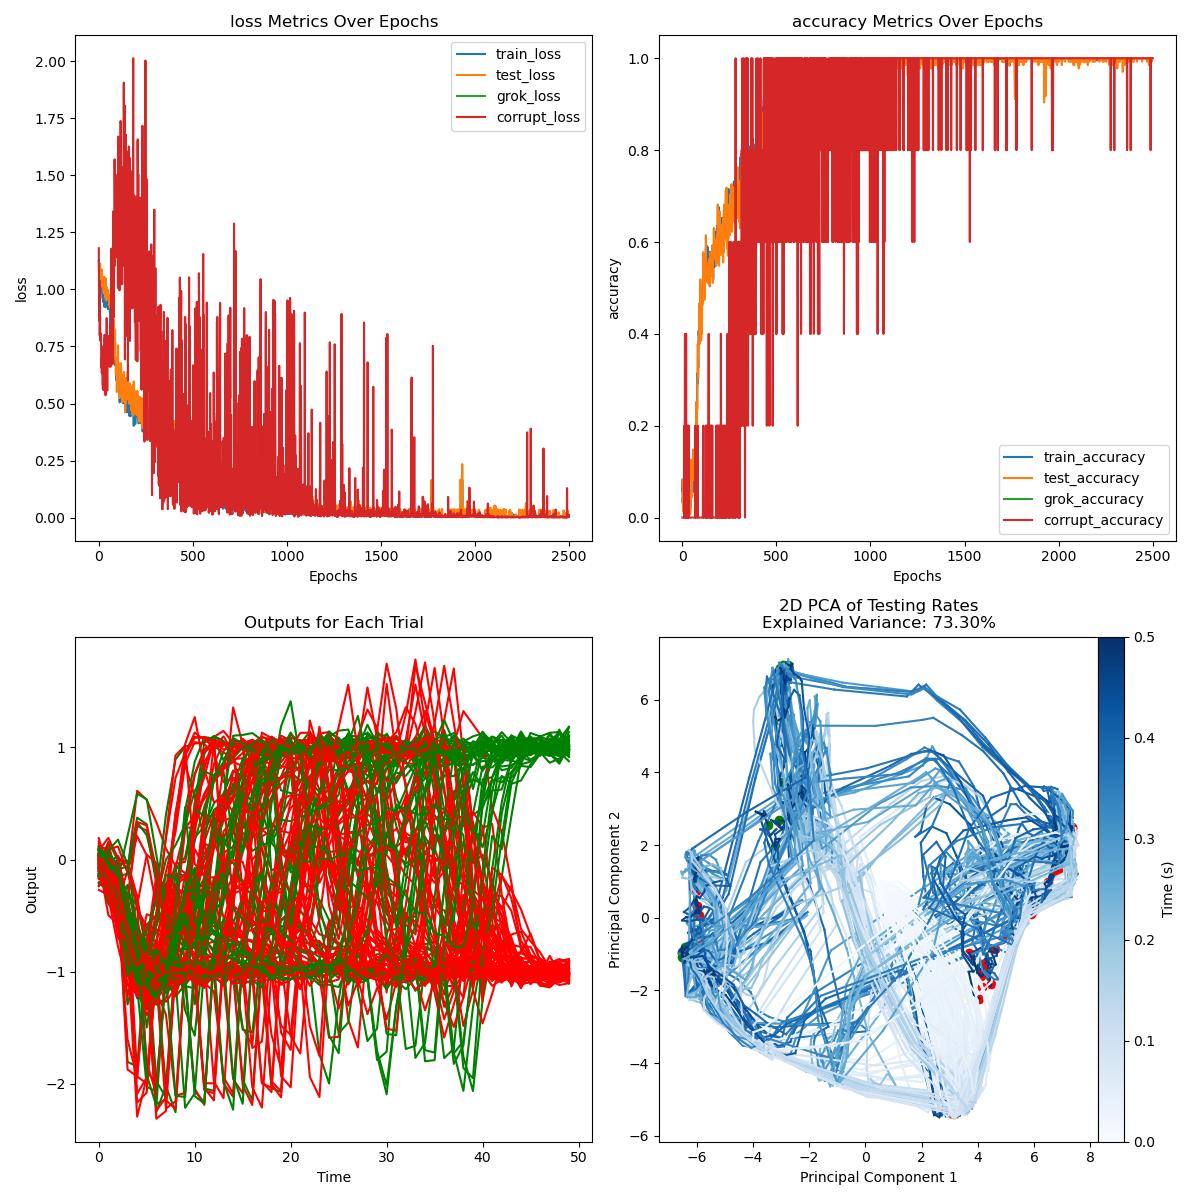 loss Metrics Over Epochs
2.00
1.75
1.50
1.25
1.00
0.75
0.50
0.25
0.00
loss
0
500
1000
1500
2000
2500
Epochs
train_loss
test_loss
grok_loss
corrupt_loss
accuracy Metrics Over Epochs
1.0
0.8
0.6
0.4
0.2
0.0
accuracy
0
500
1000
1500
2000
2500
Epochs
train_accuracy
test_accuracy
grok_accuracy
corrupt_accuracy
Outputs for Each Trial
1
0
−1
−2
Output
0
10
20
30
40
50
Time
2D PCA of Testing Rates
Explained Variance: 73.30%
6
4
2
0
−2
−4
−6
Principal Component 2
−6
−4
−2
0
2
4
6
8
Principal Component 1
0.5
0.4
0.3
0.2
0.1
0.0
Time (s)